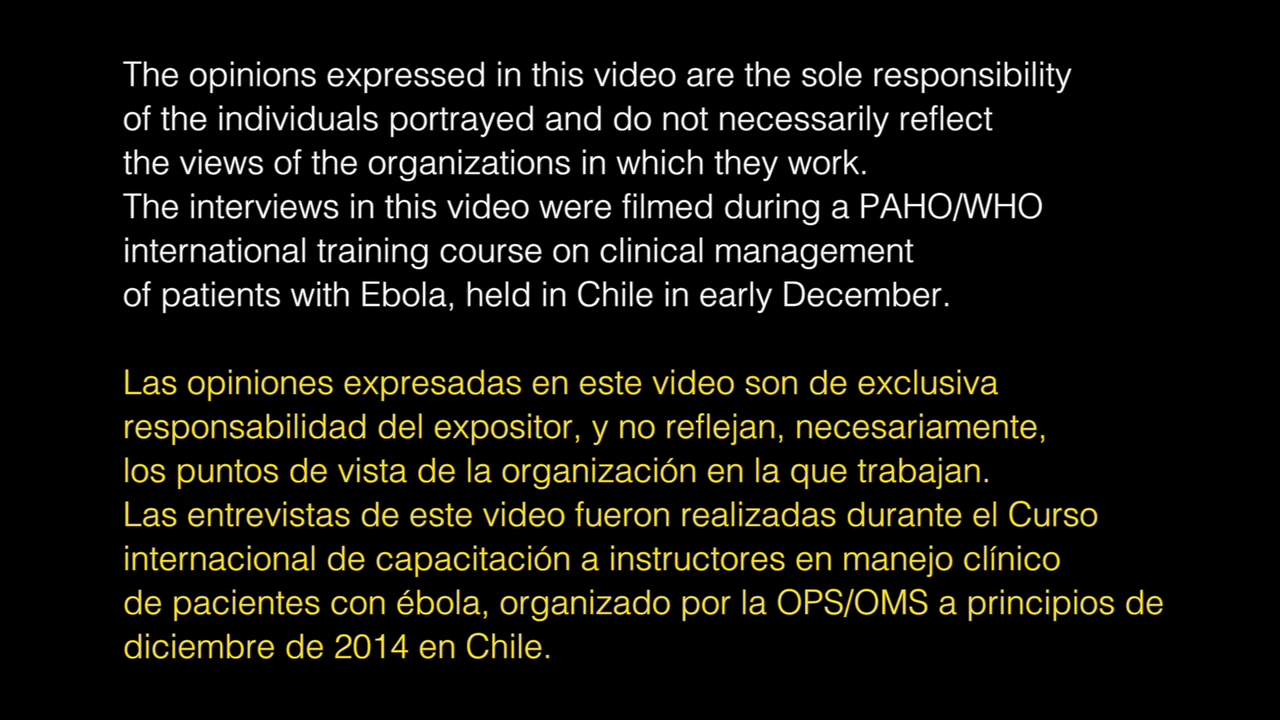 The opinions expressed in this video are the sole responsibility
of the individuals portrayed and do not necessarily reflect
the views of the organizations in which they work.
The interviews in this video were filmed during a PAHO/WHO
international training course on clinical management
of patients with Ebola, held in Chile in early December.
Las opiniones expresadas en este video son de exclusiva
responsabilidad del expositor, y no reflejan, necesariamente,
los puntos de vista de la organización en la que trabajan.
Las entrevistas de este video fueron realizadas durante el Curso
internacional de capacitación a instructores en manejo clínico
de pacientes con ébola, organizado por la OPS/OMS a principios de
diciembre de 2014 en Chile.